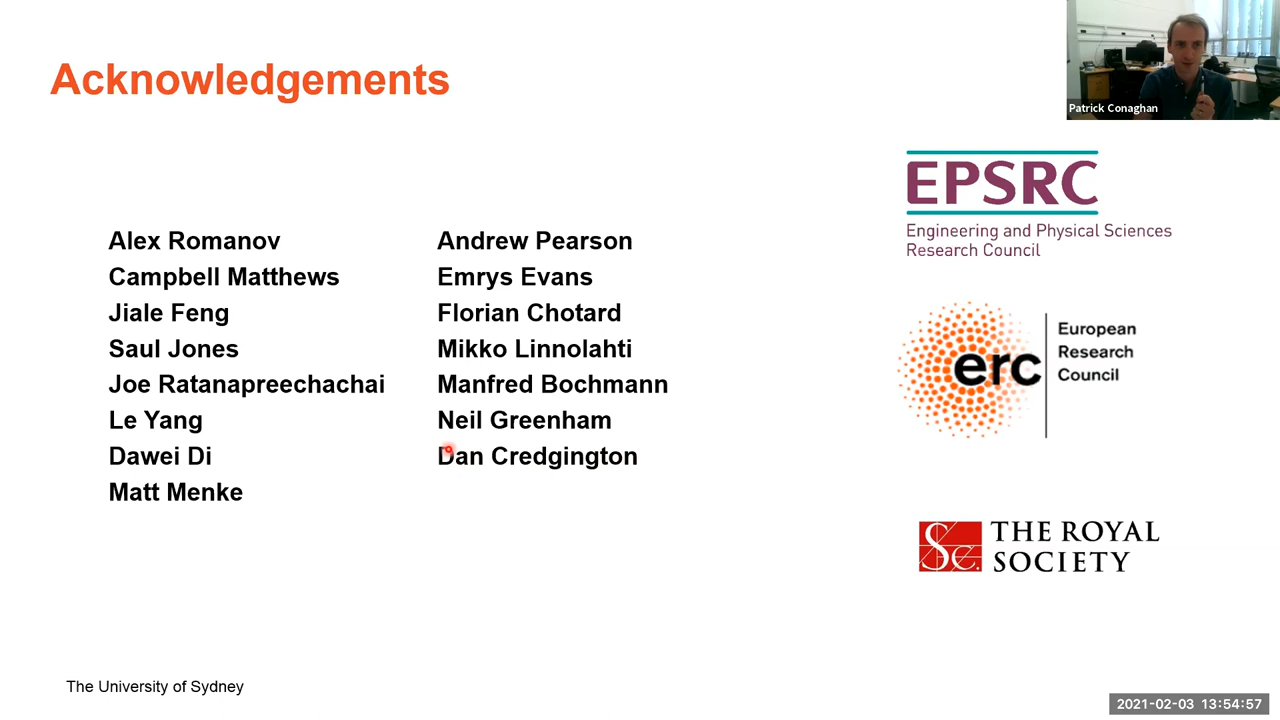 Acknowledgements
Patrick Conaghan
Alex Romanov
Campbell Matthews
Jiale Feng
Saul Jones
Joe Ratanapreechachai
Le Yang
Dawei Di
Matt Menke
Andrew Pearson
Emrys Evans
Florian Chotard
Mikko Linnolahti
Manfred Bochmann
Neil Greenham
Dan Credgington
EPSRC
Engineering and Physical Sciences
Research Council
erc
European
Research
Council
THE ROYAL
SOCIETY
The University of Sydney
2021-02-03 13:54:57